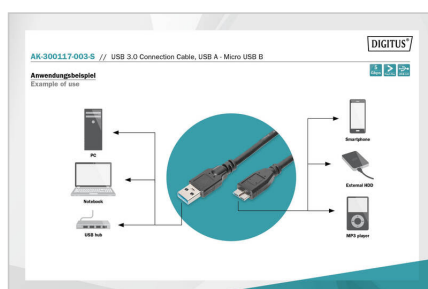 DIGITUS®
AK-300117-003-S // USB 3.0 Connection Cable, USB A - Micro USB B
Anwendungsbeispiel
Example of use
PC
Notebook
USB hub
Smartphone
External HDD
MP3 player